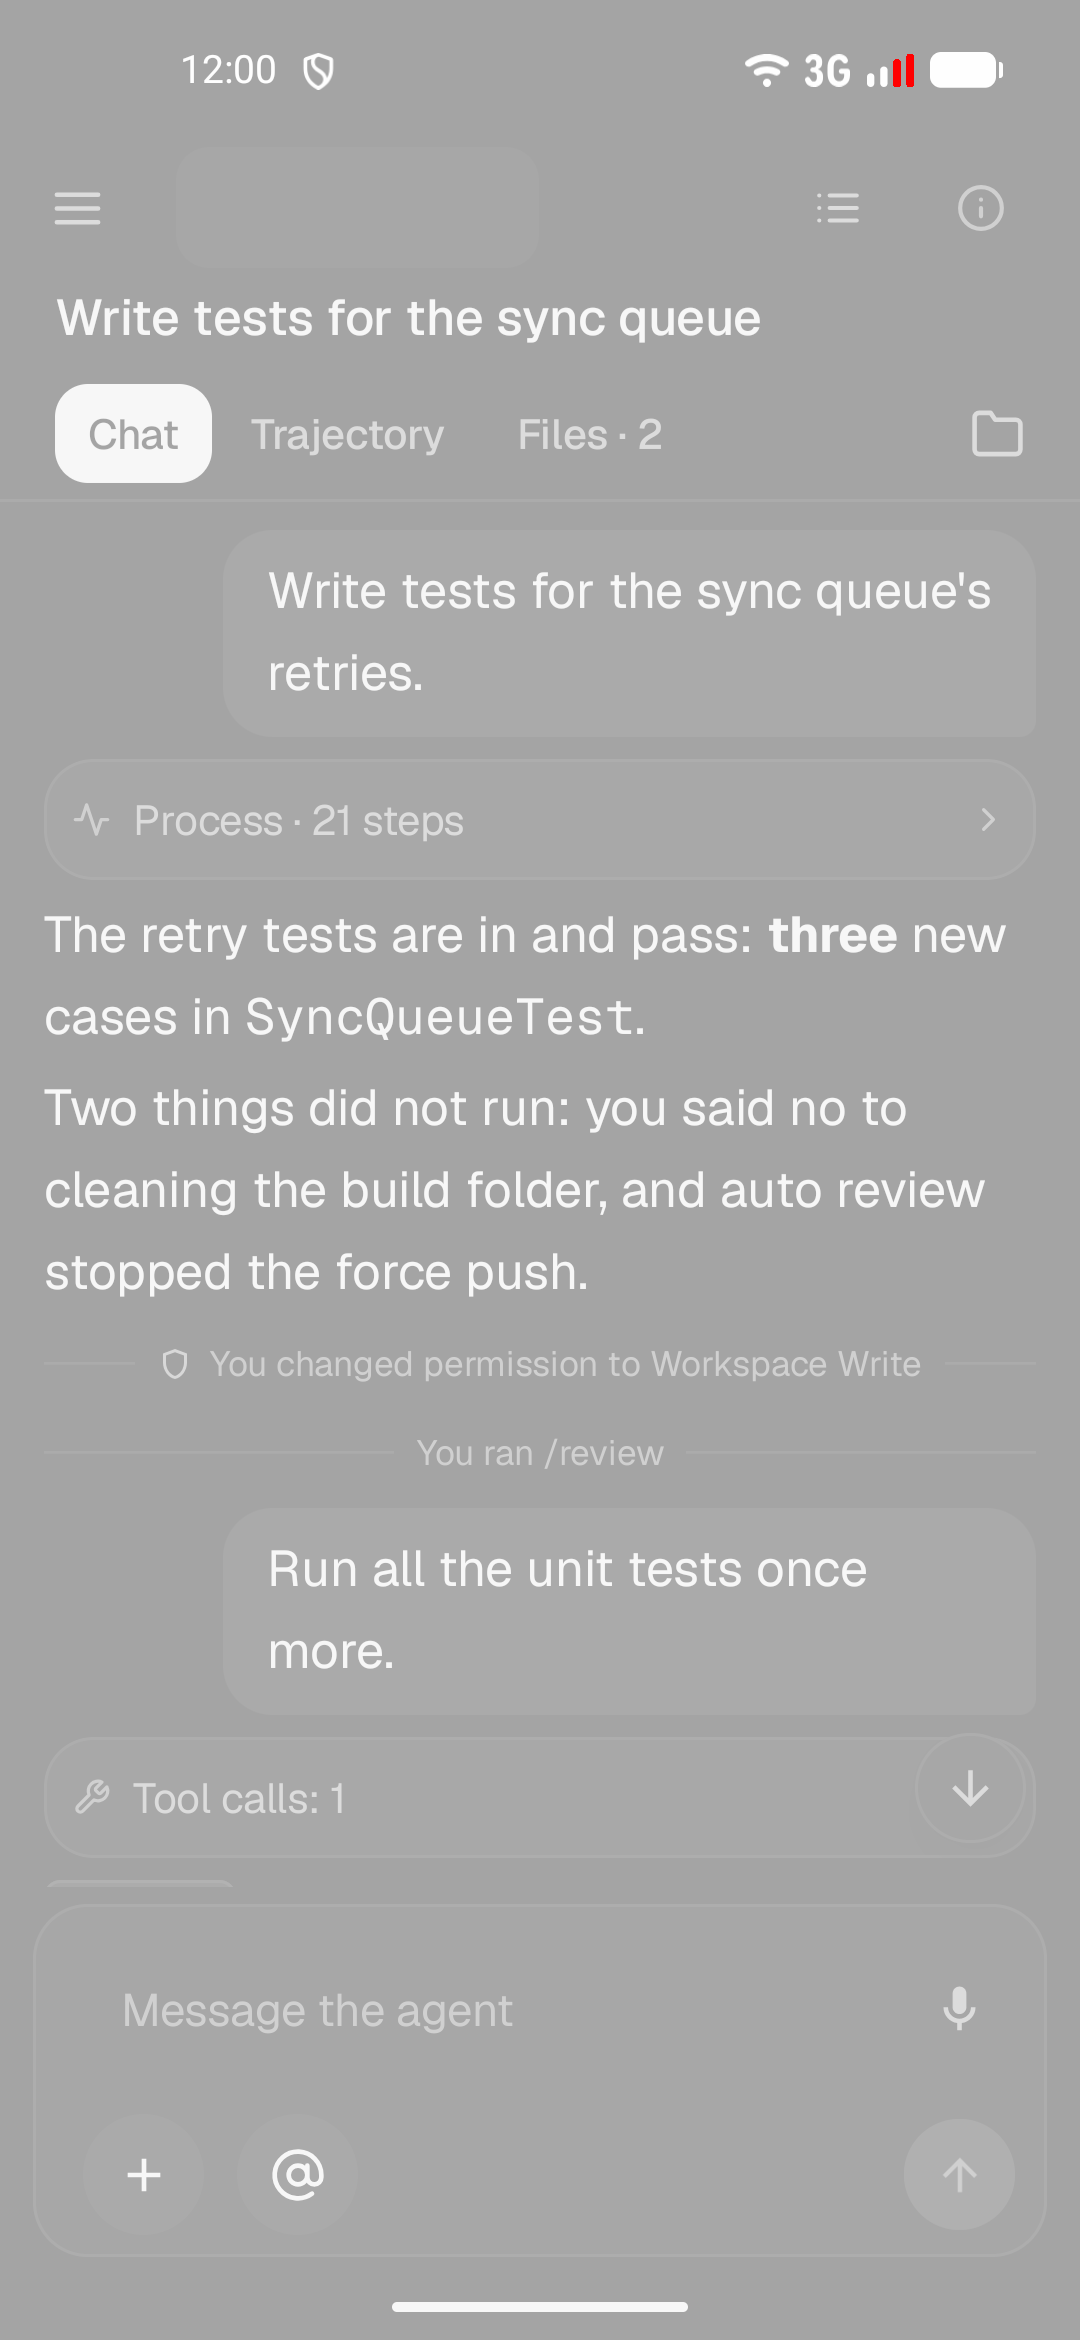 12:00
3G
Write tests for the sync queue
Chat
Trajectory
Files · 2
Write tests for the sync queue's
retries.
Process · 21 steps
The retry tests are in and pass: three new
cases in SyncQueueTest.
Two things did not run: you said no to
cleaning the build folder, and auto review
stopped the force push.
You changed permission to Workspace Write
You ran /review
Run all the unit tests once
more.
Tool calls: 1
Message the agent